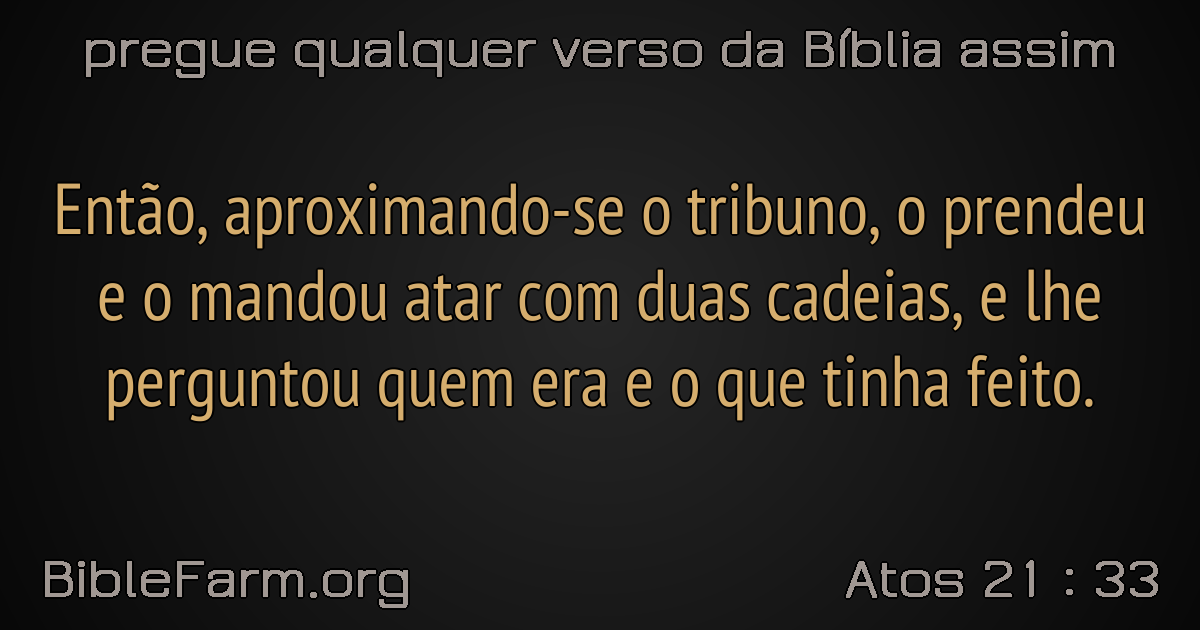 pregue qualquer verso da Bíblia assim
Então, aproximando-se o tribuno, o prendeu
e o mandou atar com duas cadeias, e lhe
perguntou quem era e o que tinha feito.
BibleFarm.org
Atos 21 : 33